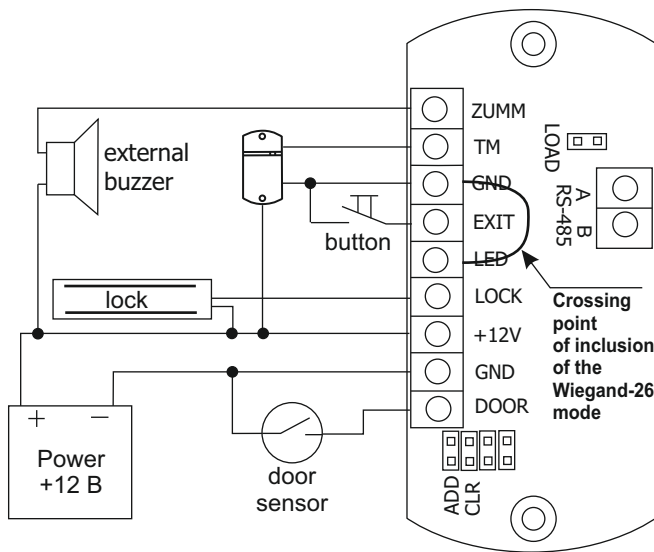 external
buzzer
button
lock
+ –
Power
+12 B
door
sensor
ZUMM
TM
GND
EXIT
LED
LOCK
+12V
GND
DOOR
LOAD
A B
RS-485
Crossing
point
of inclusion
of the
Wiegand-26
mode
ADD
CLR